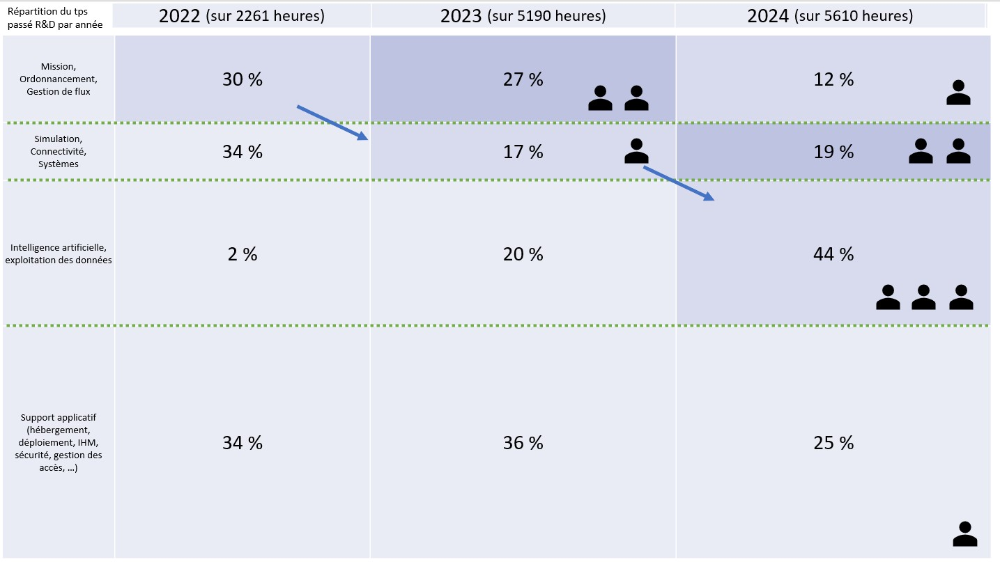 Répartition du tps
passé R&D par année
2022 (sur 2261 heures)
2023 (sur 5190 heures)
2024 (sur 5610 heures)
Mission,
Ordonnancement,
Gestion de flux
30 %
27 %
12 %
Simulation,
Connectivité,
Systèmes
34 %
17 %
19 %
Intelligence artificielle,
exploitation des données
2 %
20 %
44 %
Support applicatif
(hébergement,
déploiement, IHM,
sécurité, gestion des
accès, …)
34 %
36 %
25 %